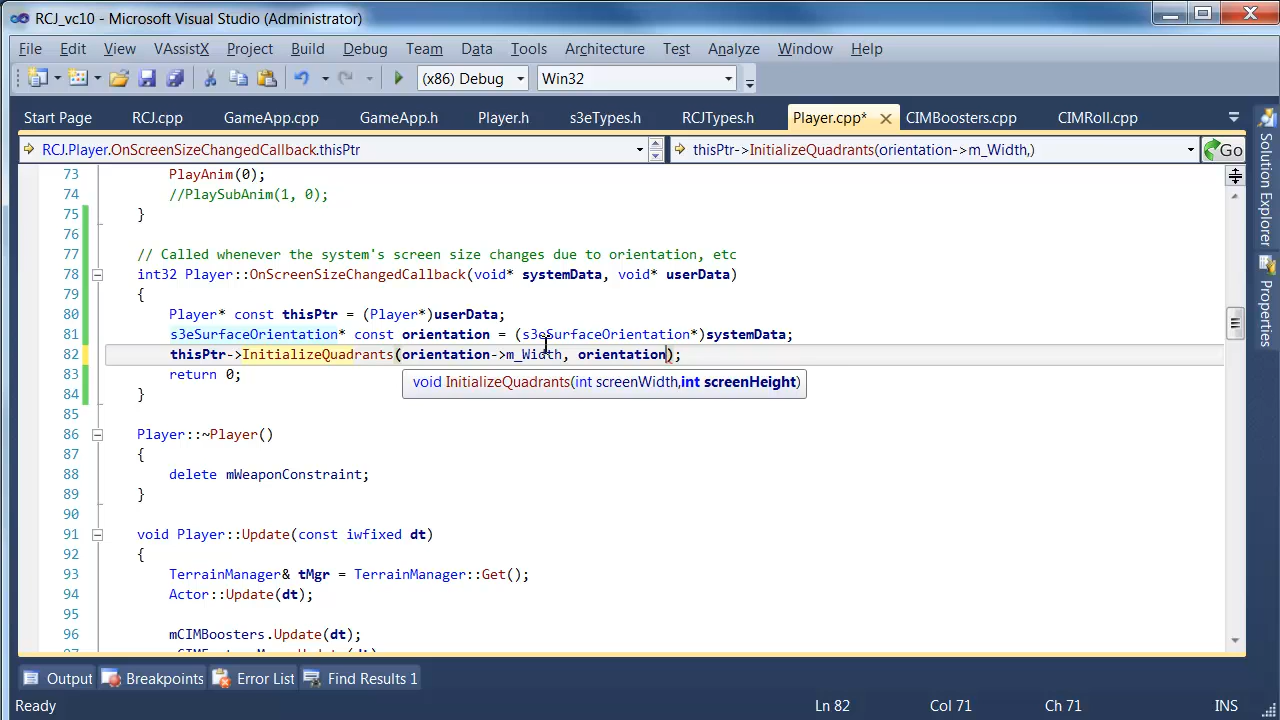 RCJ_vc10 - Microsoft Visual Studio (Administrator)
File Edit View VAssistX Project Build Debug Team Data Tools Architecture Test Analyze Window Help
(x86) Debug Win32
Start Page RCJ.cpp GameApp.cpp GameApp.h Player.h s3eTypes.h RCJTypes.h Player.cpp* CIMBoosters.cpp CIMRoll.cpp
RCJ.Player.OnScreenSizeChangedCallback.thisPtr thisPtr->InitializeQuadrants(orientation->m_Width,) Go
73 PlayAnim(0);
74 //PlaySubAnim(1, 0);
75 }
76
77 // Called whenever the system's screen size changes due to orientation, etc
78 int32 Player::OnScreenSizeChangedCallback(void* systemData, void* userData)
79 {
80 Player* const thisPtr = (Player*)userData;
81 s3eSurfaceOrientation* const orientation = (s3eSurfaceOrientation*)systemData;
82 thisPtr->InitializeQuadrants(orientation->m_Width, orientation);
83 return 0;
void InitializeQuadrants(int screenWidth,int screenHeight)
84 }
85
86 Player::~Player()
87 {
88 delete mWeaponConstraint;
89 }
90
91 void Player::Update(const iwfixed dt)
92 {
93 TerrainManager& tMgr = TerrainManager::Get();
94 Actor::Update(dt);
95
96 mCIMBoosters.Update(dt);
Solution Explorer
Properties
Output Breakpoints Error List Find Results 1
Ready Ln 82 Col 71 Ch 71 INS